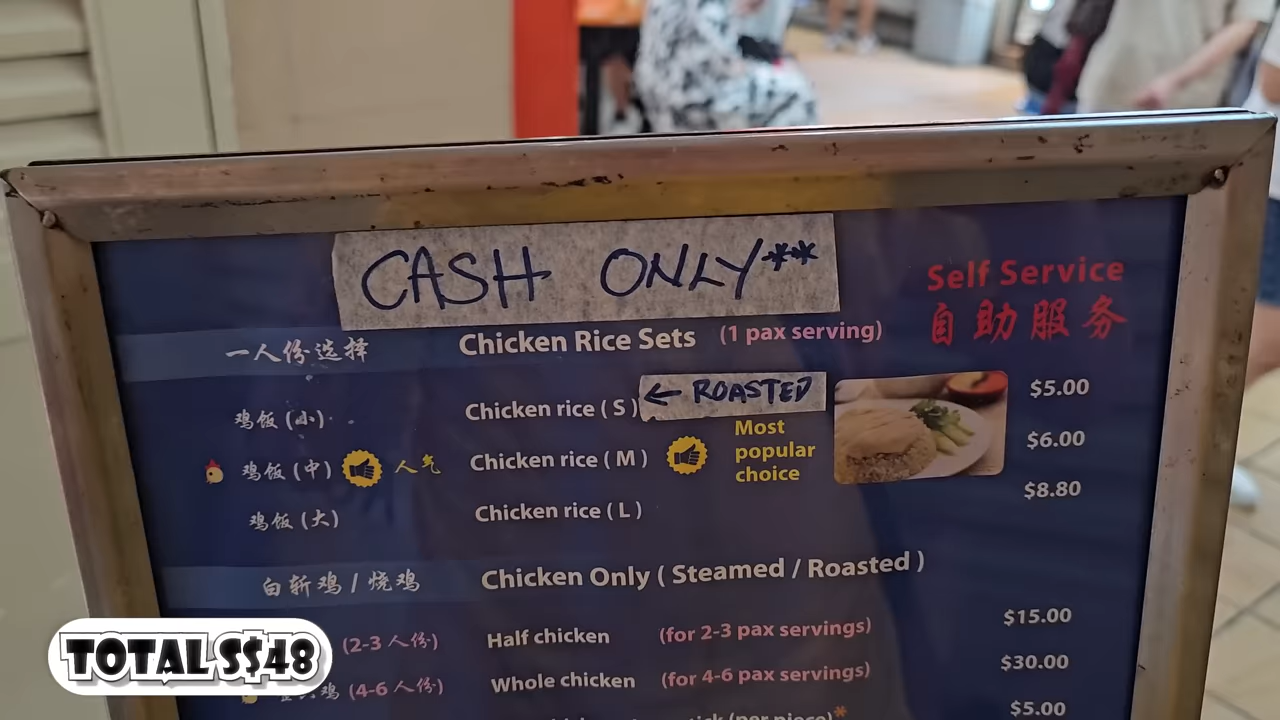 CASH ONLY**
Self Service
自助服务
一人份选择 Chicken Rice Sets (1 pax serving)
鸡饭 (小) Chicken rice ( S ) ← ROASTED $5.00
鸡饭 (中) 人气 Chicken rice ( M ) Most popular choice $6.00
鸡饭 (大) Chicken rice ( L ) $8.80
白斩鸡 / 烧鸡 Chicken Only ( Steamed / Roasted )
(2-3 人份) Half chicken (for 2-3 pax servings) $15.00
鸡 (4-6 人份) Whole chicken (for 4-6 pax servings) $30.00
(per piece)* $5.00
TOTAL S$48